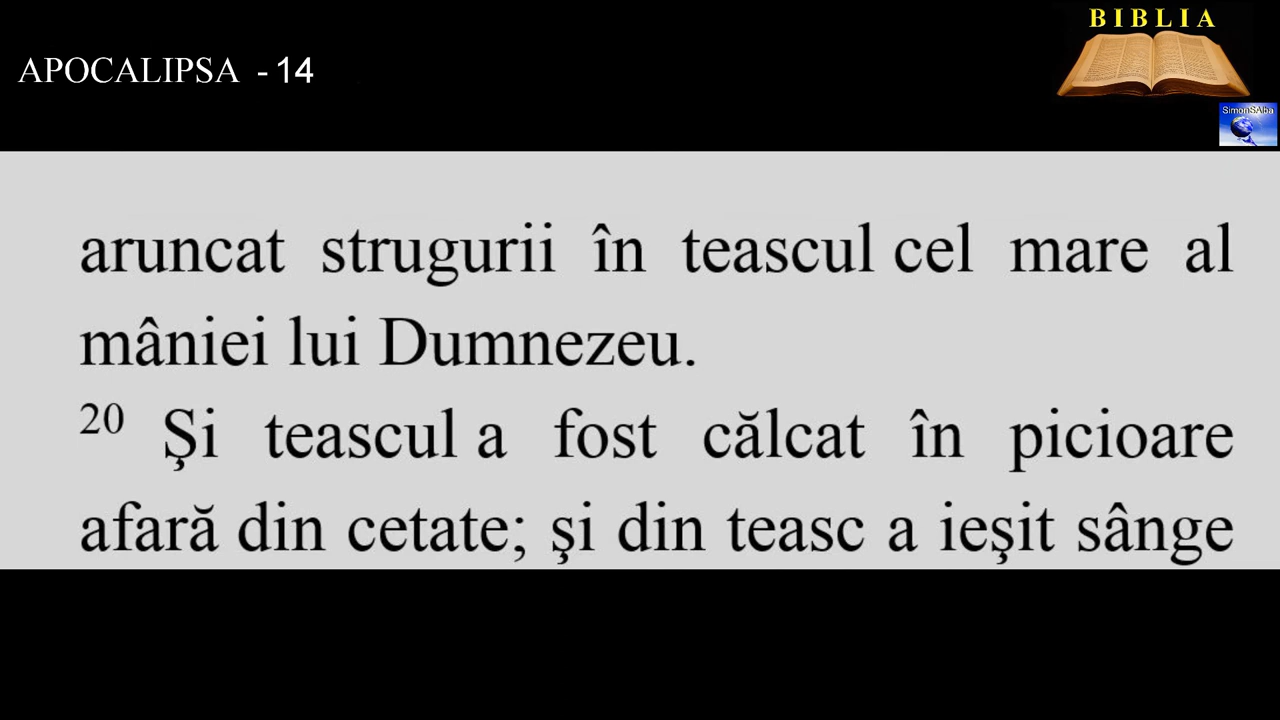 BIBLIA
APOCALIPSA - 14
SimonSAlba
aruncat strugurii în teascul cel mare al
mâniei lui Dumnezeu.
20 Şi teascul a fost călcat în picioare
afară din cetate; şi din teasc a ieşit sânge